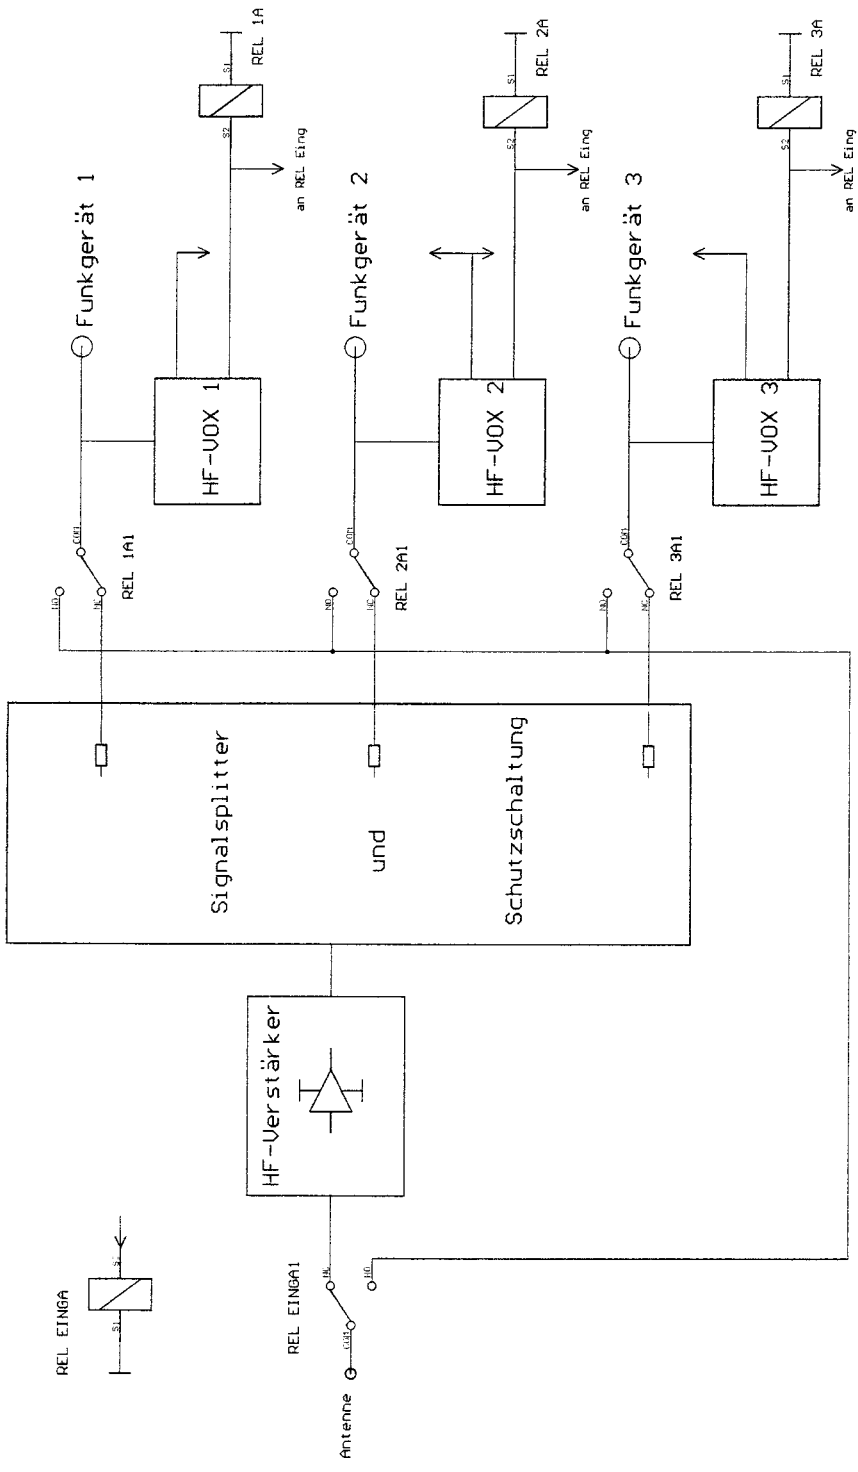 REL EINGA
S1
S1
Antenne
COM
NC
NO
REL EINGA1
HF-Verstärker
Signalsplitter
und
Schutzschaltung
NO
NC
COM
REL 1A1
HF-VOX 1
Funkgerät 1
an REL Eing
S2
S1
REL 1A
NO
NC
COM
REL 2A1
HF-VOX 2
Funkgerät 2
an REL Eing
S2
S1
REL 2A
NO
NC
COM
REL 3A1
HF-VOX 3
Funkgerät 3
an REL Eing
S2
S1
REL 3A